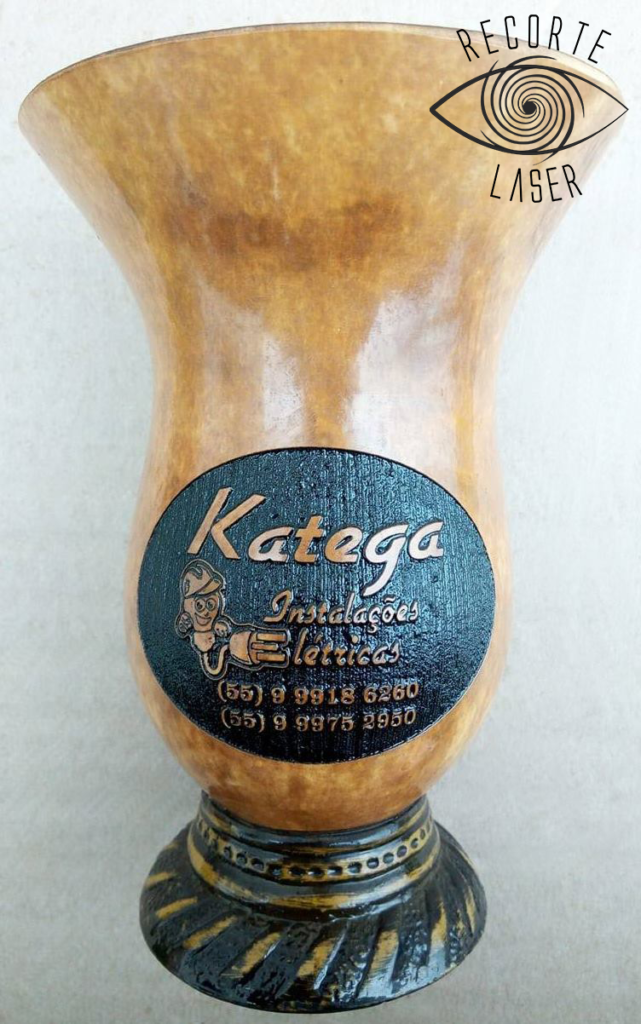 RECORTE
LASER
Katega
Instalações
Elétricas
(55) 9 9918 6260
(55) 9 9975 2950